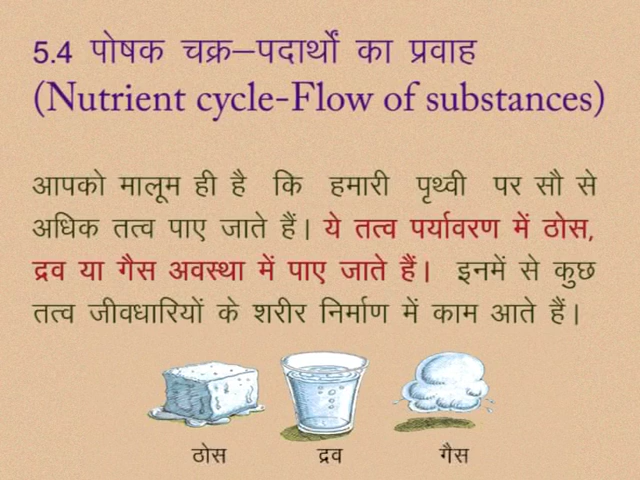 5.4 पोषक चक्र–पदार्थों का प्रवाह
(Nutrient cycle-Flow of substances)
आपको मालूम ही है कि हमारी पृथ्वी पर सौ से
अधिक तत्व पाए जाते हैं। ये तत्व पर्यावरण में ठोस,
द्रव या गैस अवस्था में पाए जाते हैं। इनमें से कुछ
तत्व जीवधारियों के शरीर निर्माण में काम आते हैं।
ठोस द्रव गैस